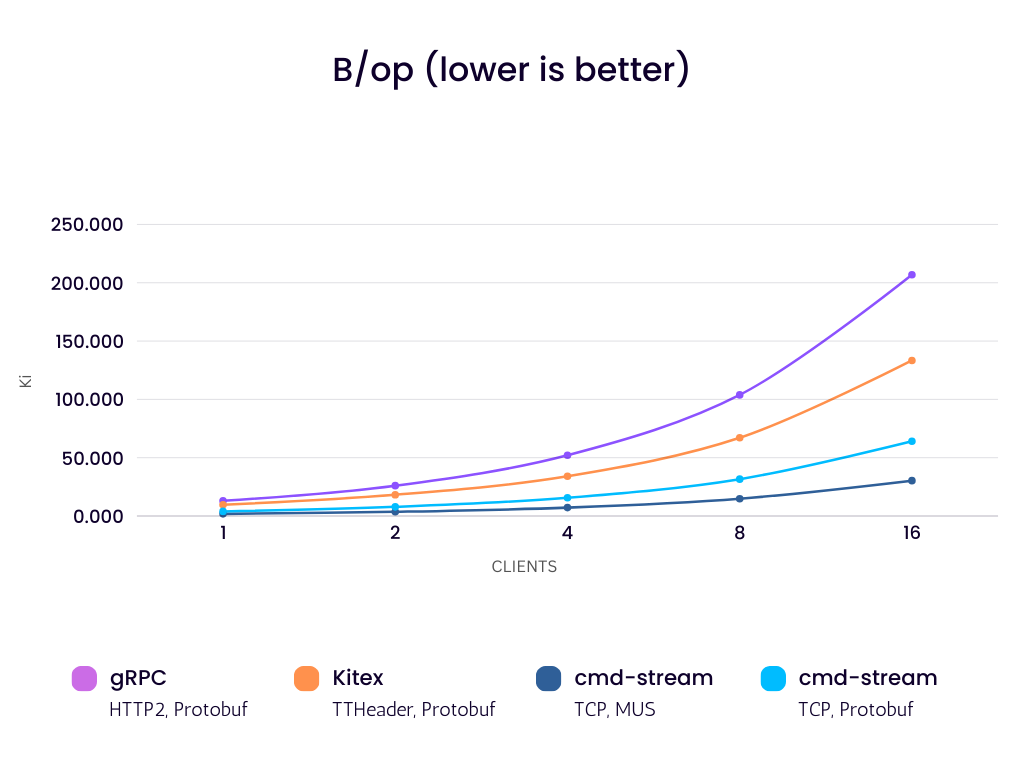 B/op (lower is better)
250.000
200.000
150.000
100.000
50.000
0.000
Ki
1 2 4 8 16
CLIENTS
gRPC Kitex cmd-stream cmd-stream
HTTP2, Protobuf TTHeader, Protobuf TCP, MUS TCP, Protobuf